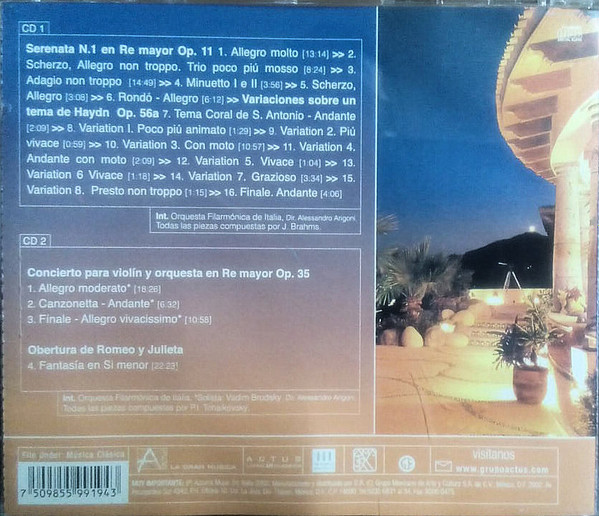 CD 1
Serenata N.1 en Re mayor Op. 11 1. Allegro molto [13:14] >> 2.
Scherzo, Allegro non troppo. Trio poco piú mosso [8:24] >> 3.
Adagio non troppo [14:49] >> 4. Minuetto I e II [3:56] >> 5. Scherzo,
Allegro [3:08] >> 6. Rondó - Allegro [6:12] >> Variaciones sobre un
tema de Haydn Op. 56a 7. Tema Coral de S. Antonio - Andante
[2:09] >> 8. Variation I. Poco piú animato [1:29] >> 9. Variation 2. Piú
vivace [0:59] >> 10. Variation 3. Con moto [10:57] >> 11. Variation 4.
Andante con moto [2:09] >> 12. Variation 5. Vivace [1:04] >> 13.
Variation 6 Vivace [1:18] >> 14. Variation 7. Grazioso [3:34] >> 15.
Variation 8. Presto non troppo [1:15] >> 16. Finale. Andante [4:06]
Int. Orquesta Filarmónica de Italia, Dir. Alessandro Arigoni.
Todas las piezas compuestas por J. Brahms.
CD 2
Concierto para violín y orquesta en Re mayor Op. 35
1. Allegro moderato* [18:26]
2. Canzonetta - Andante* [6:32]
3. Finale - Allegro vivacissimo* [10:58]
Obertura de Romeo y Julieta
4. Fantasía en Si menor [22:23]
Int. Orquesta Filarmónica de Italia, *Solista: Vadim Brodsky Dir. Alessandro Arigoni.
Todas las piezas compuestas por P.I. Tchaikovsky.
File Under Música Clásica
LA GRAN MUSICA
ACTUS
visítanos
www.grupoactus.com
7 509855 991943
MUY IMPORTANTE: